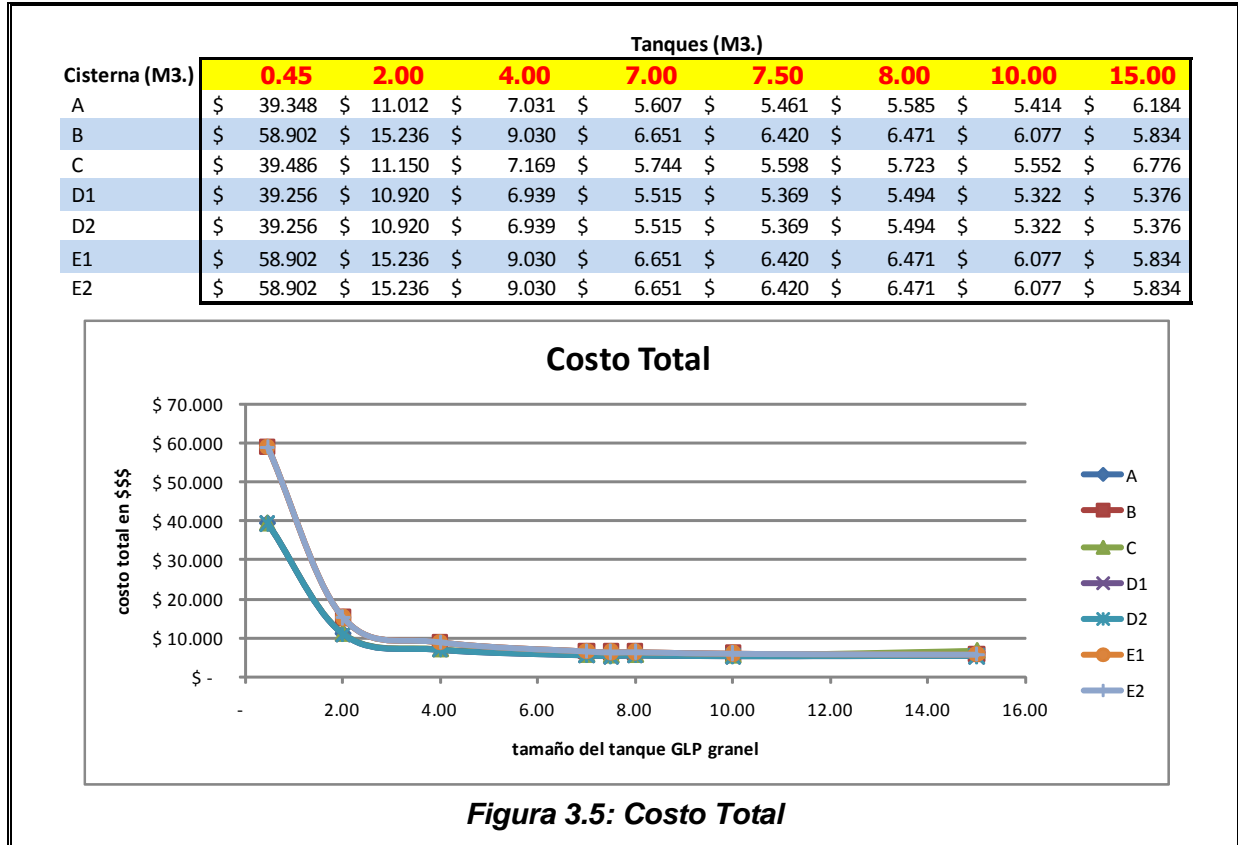 Tanques (M3.)
Cisterna (M3.) 0.45 2.00 4.00 7.00 7.50 8.00 10.00 15.00
A $ 39.348 $ 11.012 $ 7.031 $ 5.607 $ 5.461 $ 5.585 $ 5.414 $ 6.184
B $ 58.902 $ 15.236 $ 9.030 $ 6.651 $ 6.420 $ 6.471 $ 6.077 $ 5.834
C $ 39.486 $ 11.150 $ 7.169 $ 5.744 $ 5.598 $ 5.723 $ 5.552 $ 6.776
D1 $ 39.256 $ 10.920 $ 6.939 $ 5.515 $ 5.369 $ 5.494 $ 5.322 $ 5.376
D2 $ 39.256 $ 10.920 $ 6.939 $ 5.515 $ 5.369 $ 5.494 $ 5.322 $ 5.376
E1 $ 58.902 $ 15.236 $ 9.030 $ 6.651 $ 6.420 $ 6.471 $ 6.077 $ 5.834
E2 $ 58.902 $ 15.236 $ 9.030 $ 6.651 $ 6.420 $ 6.471 $ 6.077 $ 5.834
Costo Total
costo total en $$$
$ 70.000
$ 60.000
$ 50.000
$ 40.000
$ 30.000
$ 20.000
$ 10.000
$ -
- 2.00 4.00 6.00 8.00 10.00 12.00 14.00 16.00
tamaño del tanque GLP granel
A
B
C
D1
D2
E1
E2
Figura 3.5: Costo Total